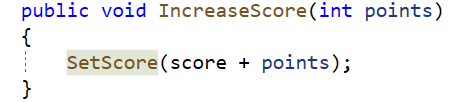 public void IncreaseScore(int points)
{
SetScore(score + points);
}